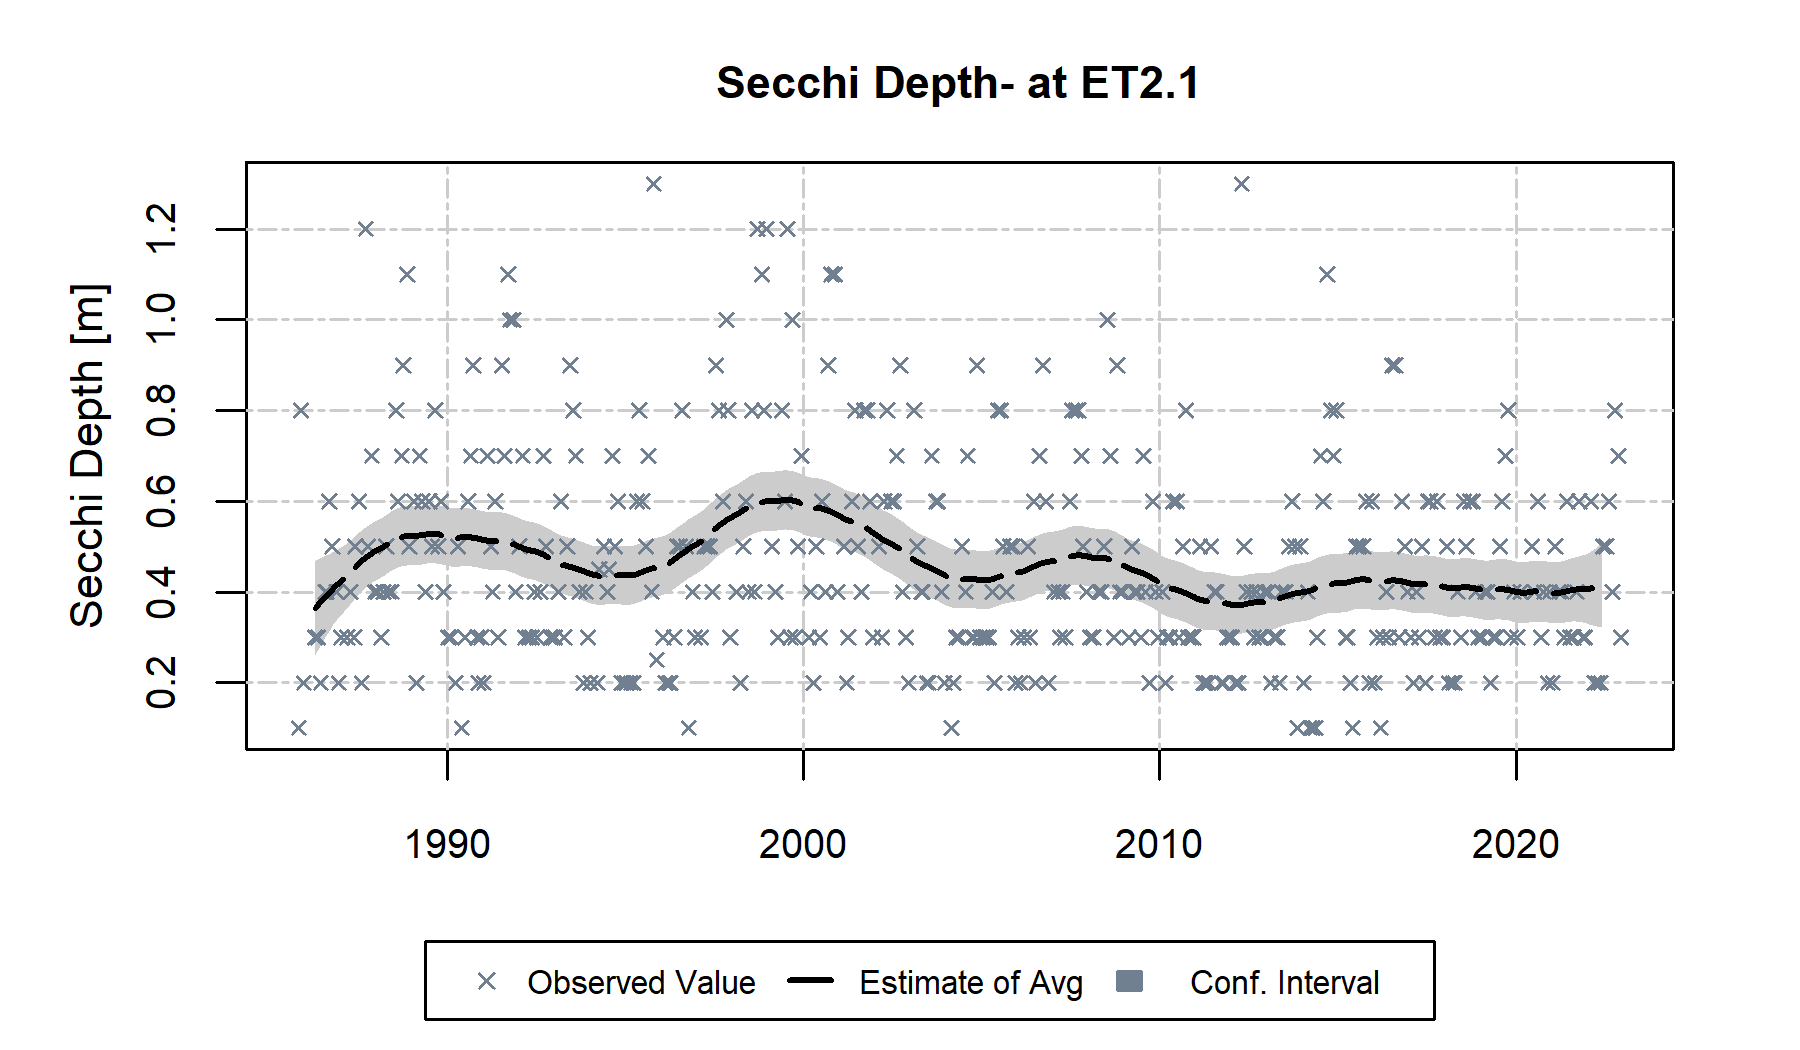 Secchi Depth- at ET2.1
Secchi Depth [m]
1.2
1.0
0.8
0.6
0.4
0.2
1990 2000 2010 2020
Observed Value Estimate of Avg Conf. Interval